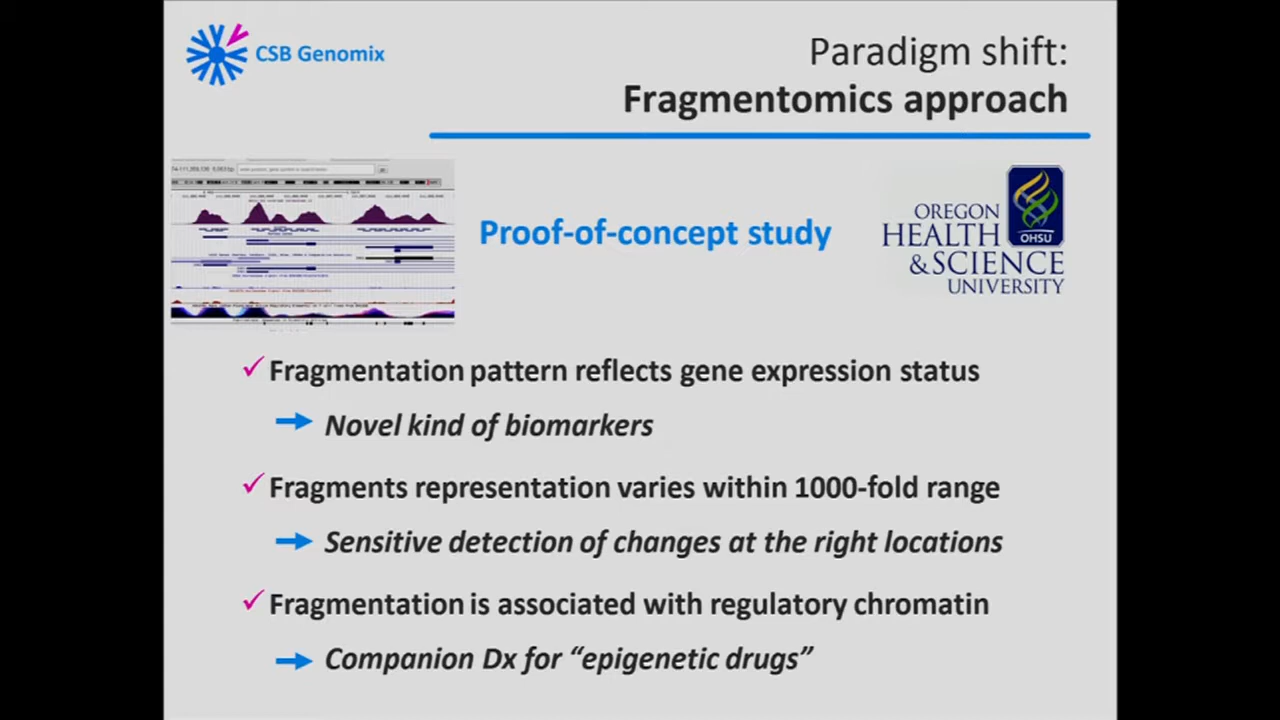 CSB Genomix
Paradigm shift:
Fragmentomics approach
Proof-of-concept study
OREGON
HEALTH
& SCIENCE
UNIVERSITY
OHSU
Fragmentation pattern reflects gene expression status
Novel kind of biomarkers
Fragments representation varies within 1000-fold range
Sensitive detection of changes at the right locations
Fragmentation is associated with regulatory chromatin
Companion Dx for “epigenetic drugs”